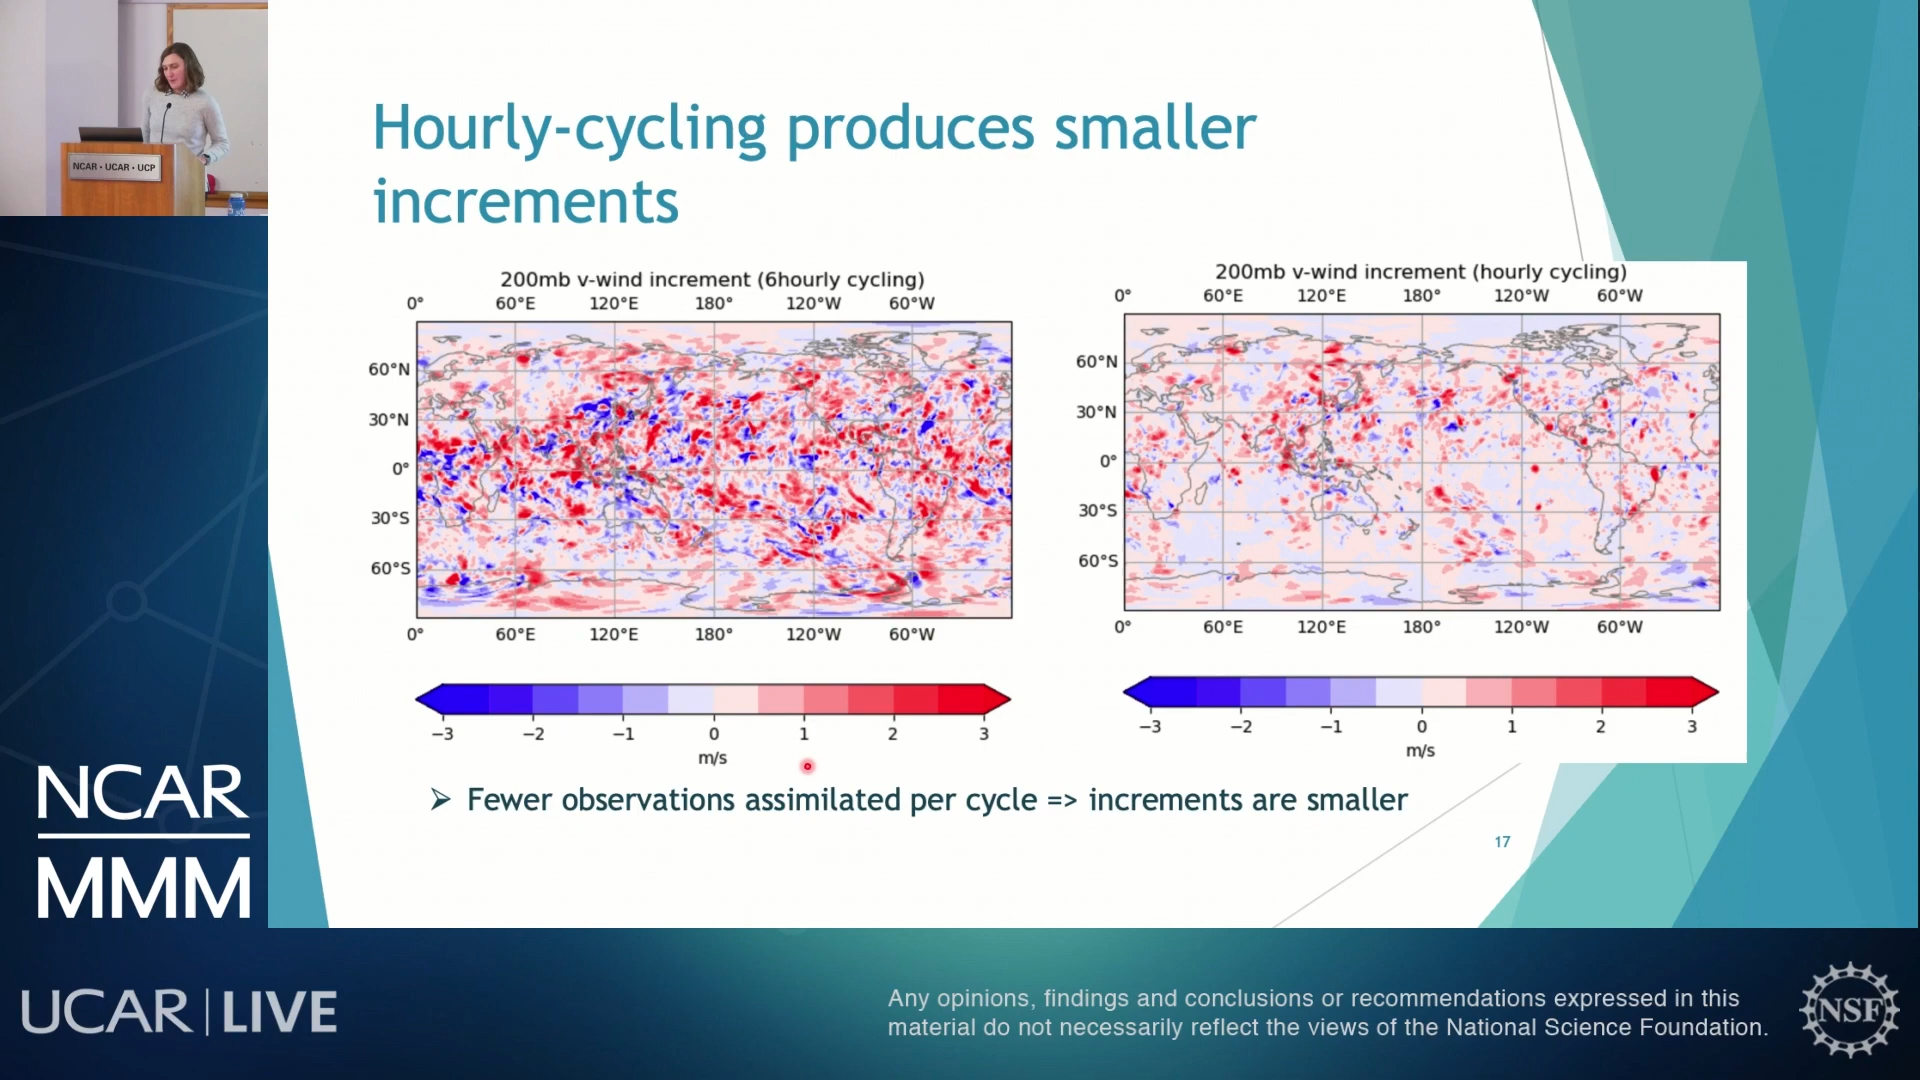 NCAR • UCAR • UCP
Hourly-cycling produces smaller
increments
200mb v-wind increment (6hourly cycling)
0° 60°E 120°E 180° 120°W 60°W
60°N
30°N
0°
30°S
60°S
0° 60°E 120°E 180° 120°W 60°W
−3 −2 −1 0 1 2 3
m/s
200mb v-wind increment (hourly cycling)
0° 60°E 120°E 180° 120°W 60°W
60°N
30°N
0°
30°S
60°S
0° 60°E 120°E 180° 120°W 60°W
−3 −2 −1 0 1 2 3
m/s
➢ Fewer observations assimilated per cycle => increments are smaller
17
NCAR
MMM
UCAR | LIVE
Any opinions, findings and conclusions or recommendations expressed in this
material do not necessarily reflect the views of the National Science Foundation.
NSF